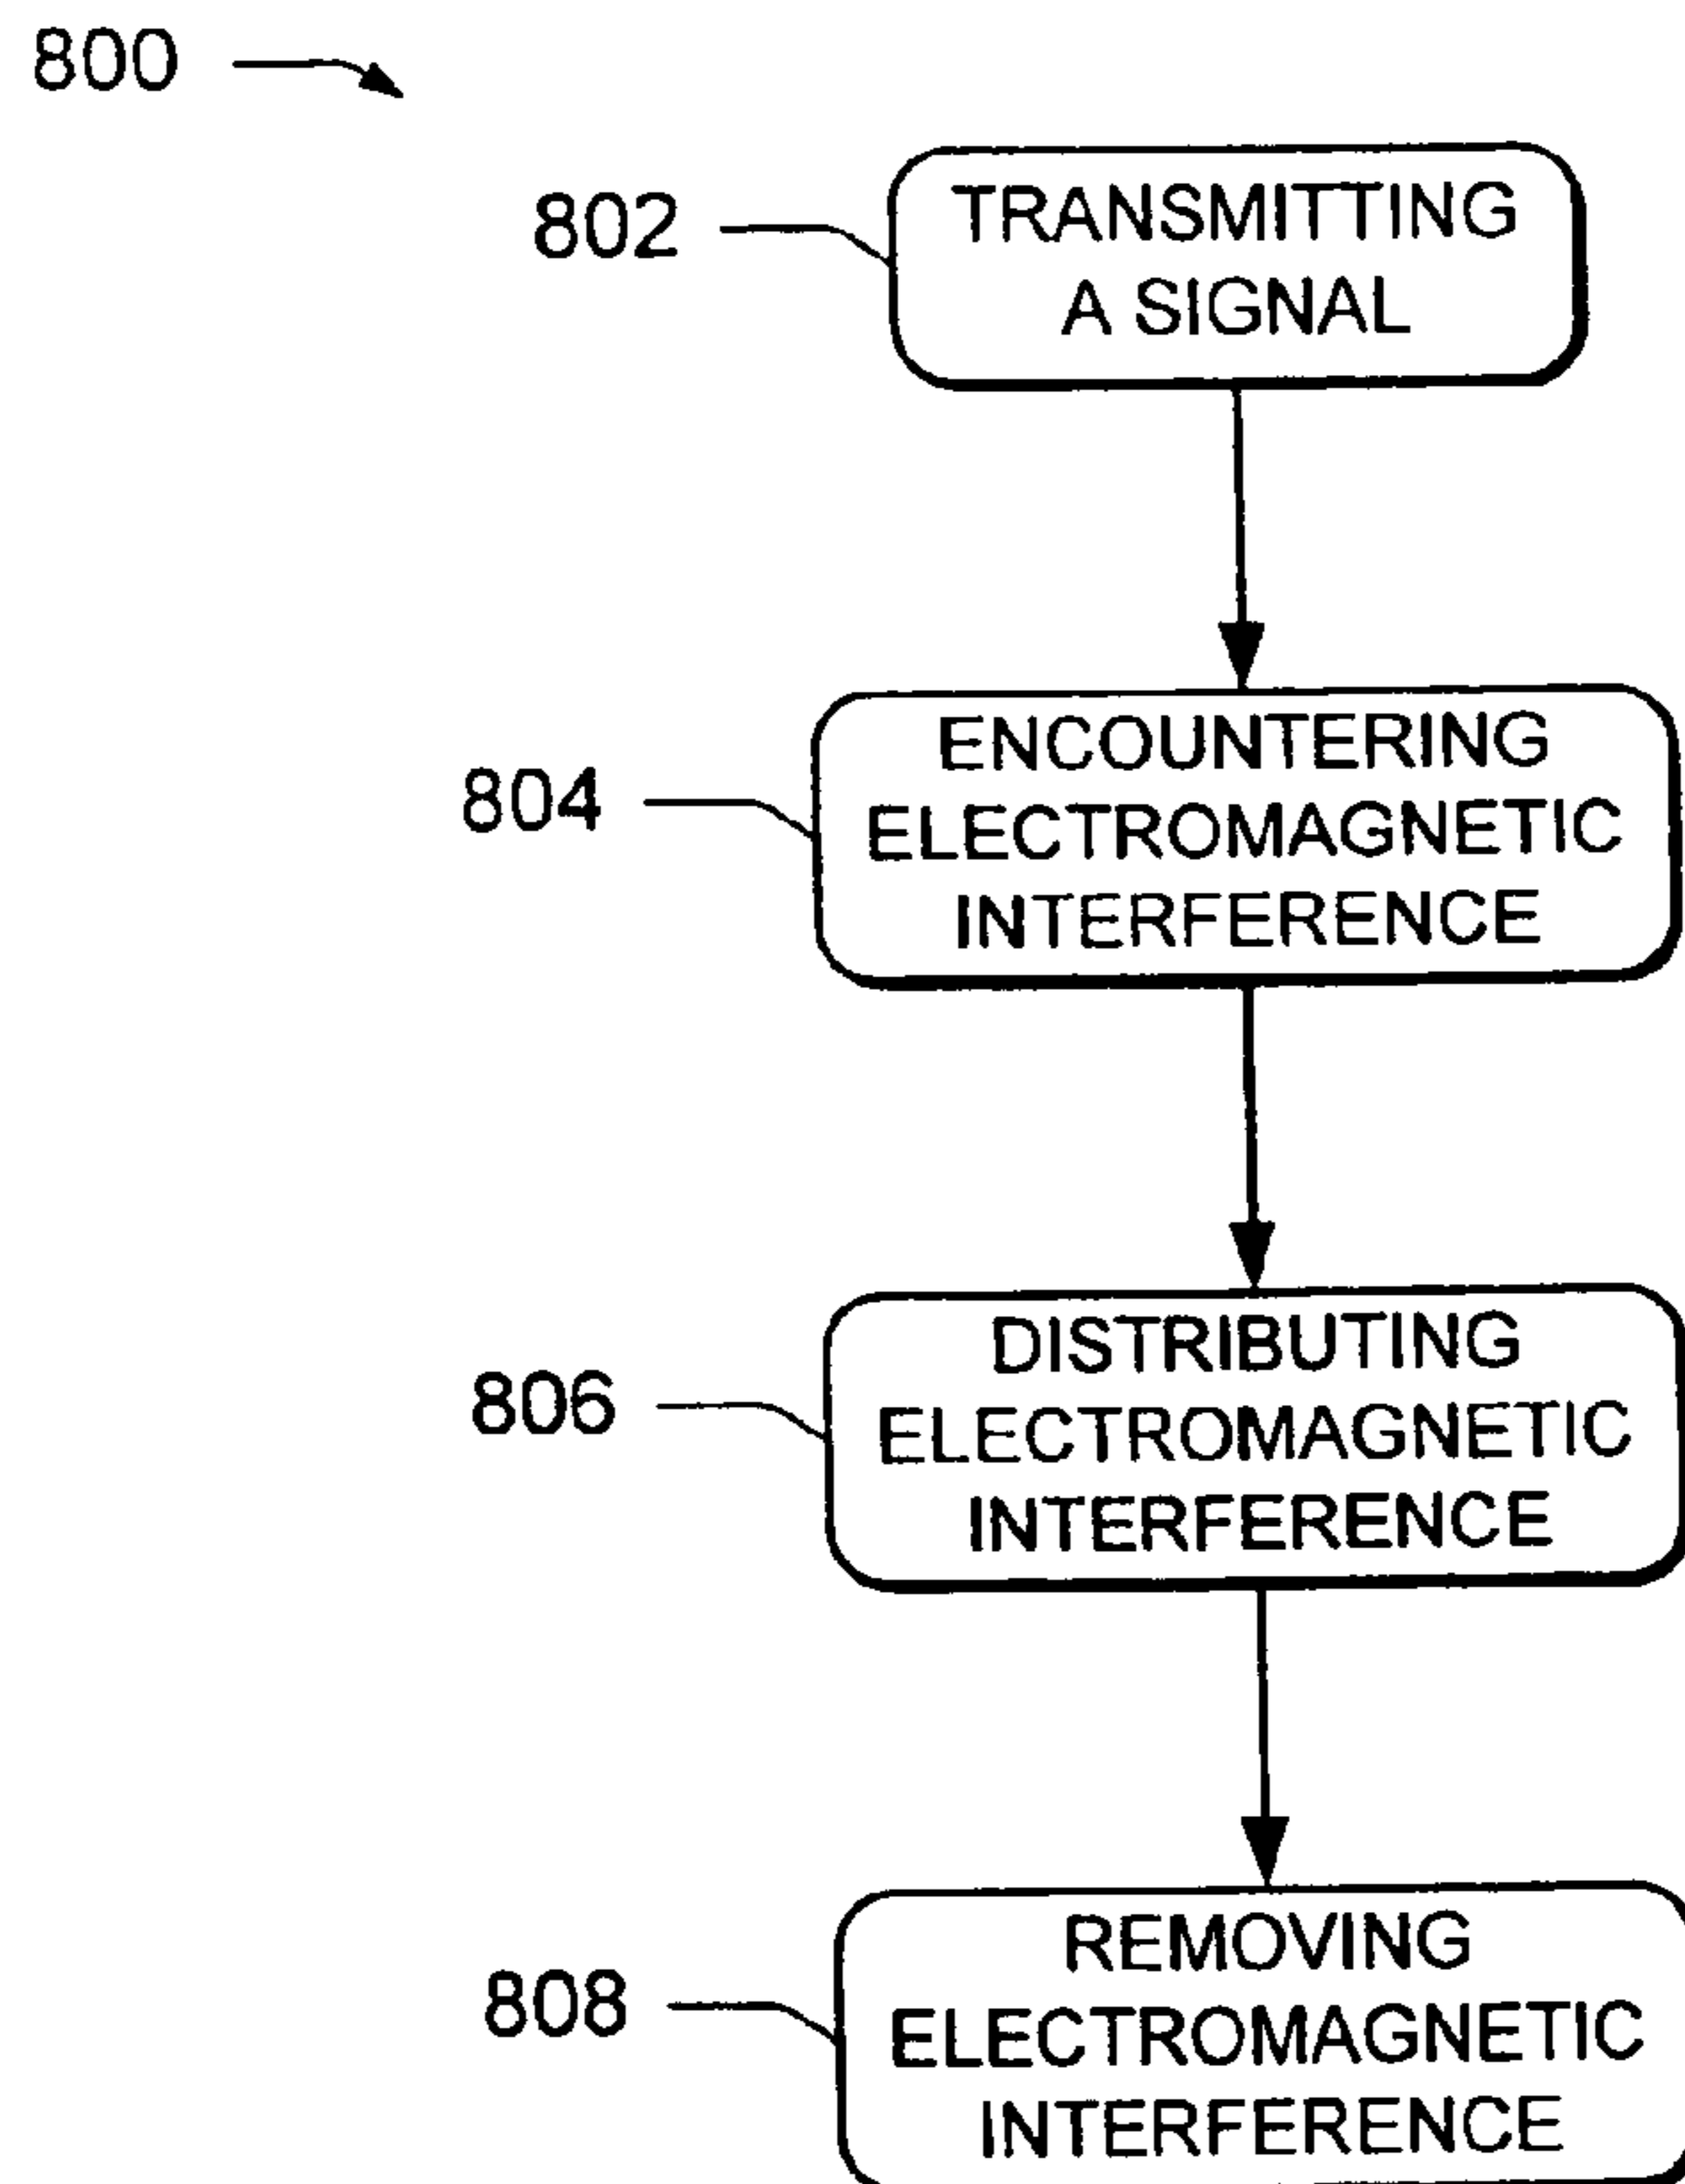 800
802
TRANSMITTING
A SIGNAL
804
ENCOUNTERING
ELECTROMAGNETIC
INTERFERENCE
806
DISTRIBUTING
ELECTROMAGNETIC
INTERFERENCE
808
REMOVING
ELECTROMAGNETIC
INTERFERENCE